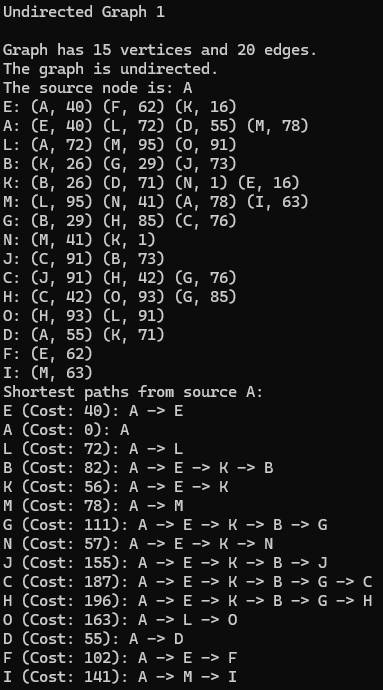 Undirected Graph 1

Graph has 15 vertices and 20 edges.
The graph is undirected.
The source node is: A
E: (A, 40) (F, 62) (K, 16)
A: (E, 40) (L, 72) (D, 55) (M, 78)
L: (A, 72) (M, 95) (O, 91)
B: (K, 26) (G, 29) (J, 73)
K: (B, 26) (D, 71) (N, 1) (E, 16)
M: (L, 95) (N, 41) (A, 78) (I, 63)
G: (B, 29) (H, 85) (C, 76)
N: (M, 41) (K, 1)
J: (C, 91) (B, 73)
C: (J, 91) (H, 42) (G, 76)
H: (C, 42) (O, 93) (G, 85)
O: (H, 93) (L, 91)
D: (A, 55) (K, 71)
F: (E, 62)
I: (M, 63)
Shortest paths from source A:
E (Cost: 40): A -> E
A (Cost: 0): A
L (Cost: 72): A -> L
B (Cost: 82): A -> E -> K -> B
K (Cost: 56): A -> E -> K
M (Cost: 78): A -> M
G (Cost: 111): A -> E -> K -> B -> G
N (Cost: 57): A -> E -> K -> N
J (Cost: 155): A -> E -> K -> B -> J
C (Cost: 187): A -> E -> K -> B -> G -> C
H (Cost: 196): A -> E -> K -> B -> G -> H
O (Cost: 163): A -> L -> O
D (Cost: 55): A -> D
F (Cost: 102): A -> E -> F
I (Cost: 141): A -> M -> I